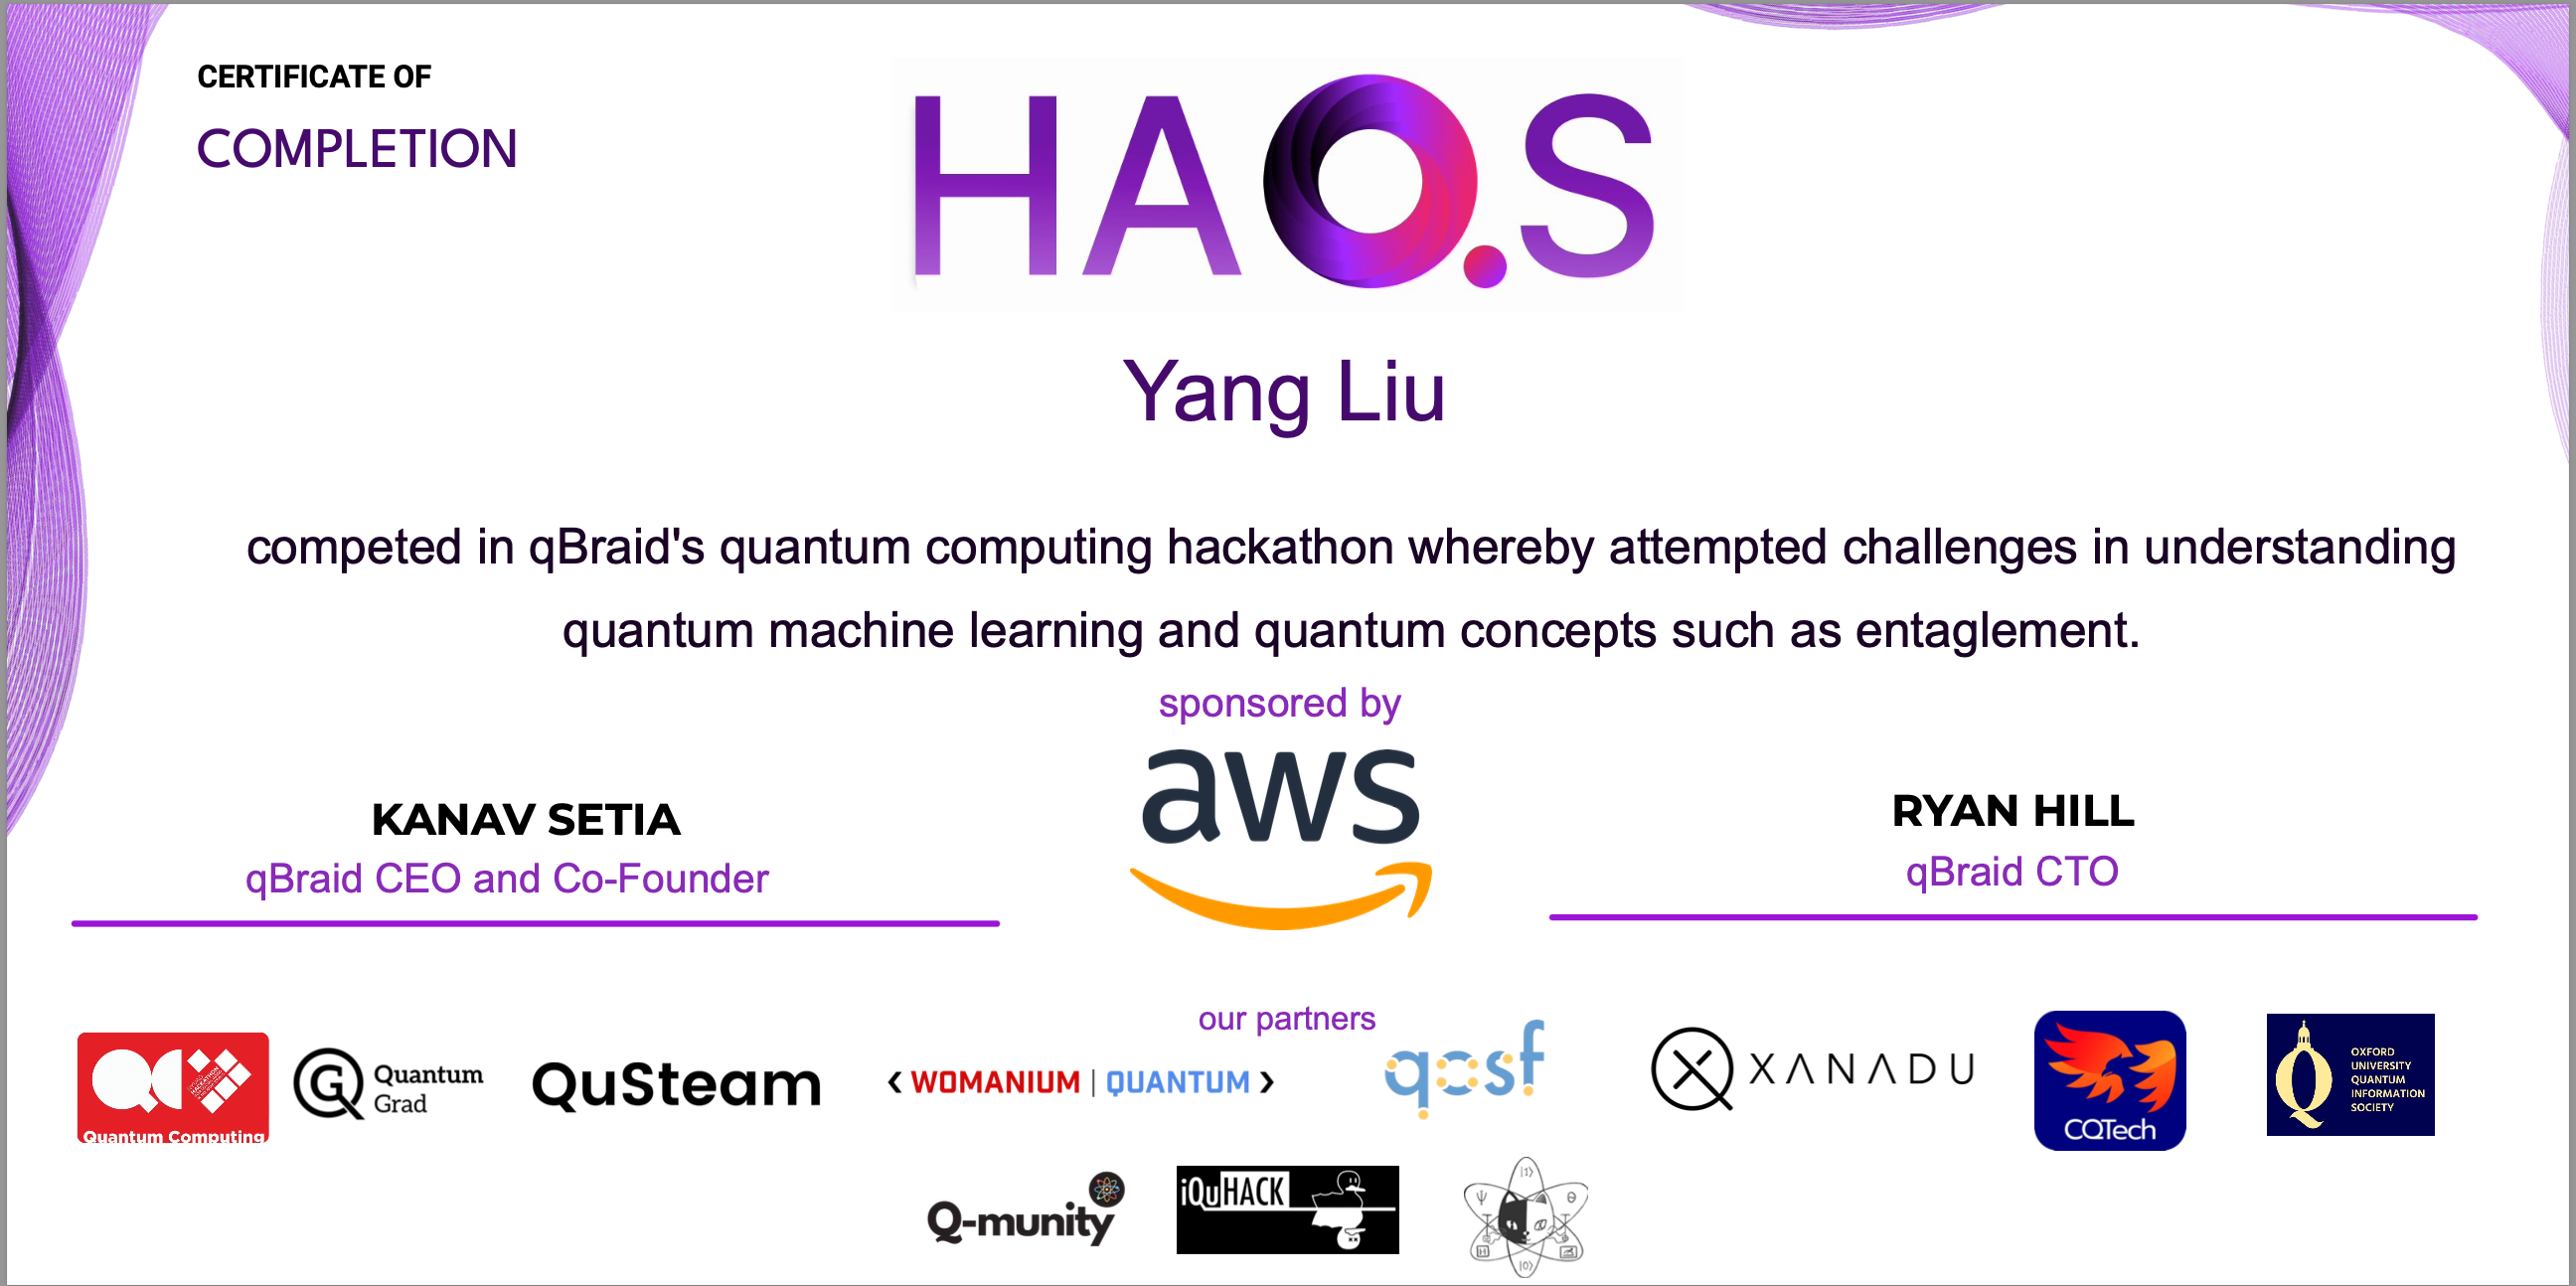 CERTIFICATE OF
COMPLETION
HAQ.S
Yang Liu
competed in qBraid's quantum computing hackathon whereby attempted challenges in understanding
quantum machine learning and quantum concepts such as entaglement.
sponsored by
aws
KANAV SETIA
qBraid CEO and Co-Founder
RYAN HILL
qBraid CTO
our partners
Quantum Computing
Quantum
Grad
QuSteam
WOMANIUM | QUANTUM
qosf
XANADU
CQTech
OXFORD
UNIVERSITY
QUANTUM
INFORMATION
SOCIETY
Q-munity
iQuHACK
|1⟩
|0⟩